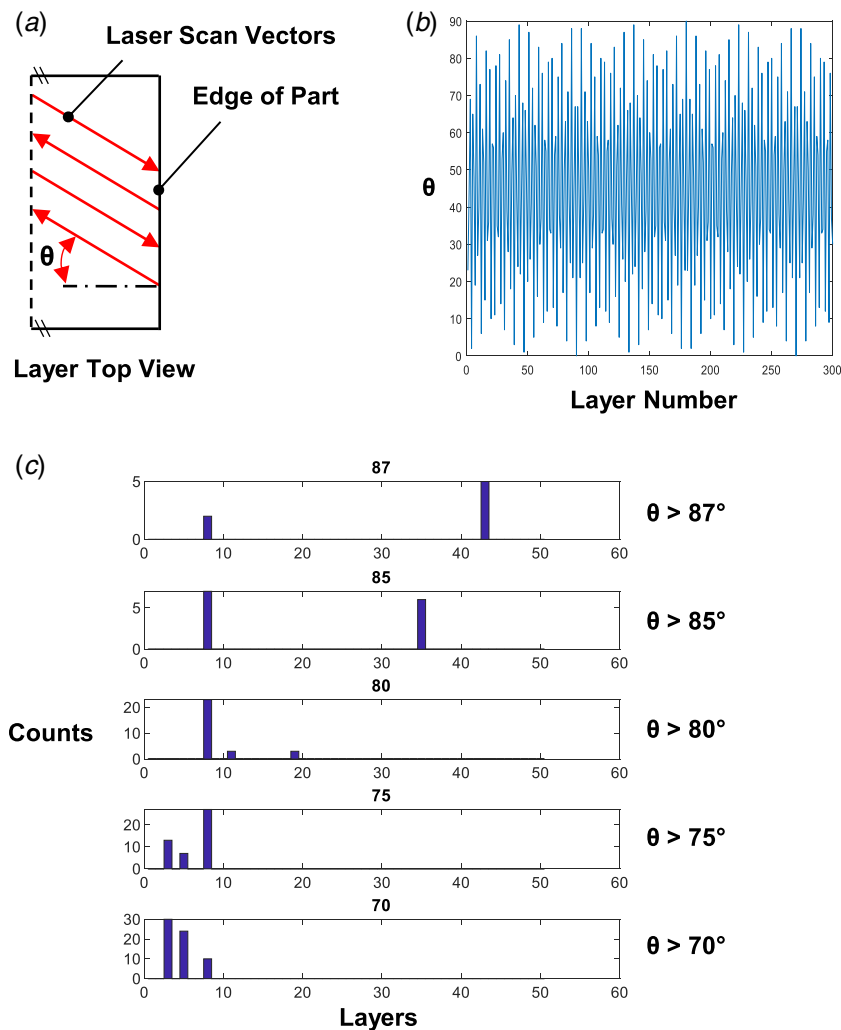 (a)
Laser Scan Vectors
Edge of Part
θ
Layer Top View
(b)
90
80
70
60
50
40
30
20
10
0
θ
0 50 100 150 200 250 300
Layer Number
(c)
87
5
0
0 10 20 30 40 50 60
θ > 87°
85
5
0
0 10 20 30 40 50 60
θ > 85°
80
20
10
0
0 10 20 30 40 50 60
θ > 80°
Counts
75
20
10
0
0 10 20 30 40 50 60
θ > 75°
70
30
20
10
0
0 10 20 30 40 50 60
θ > 70°
Layers